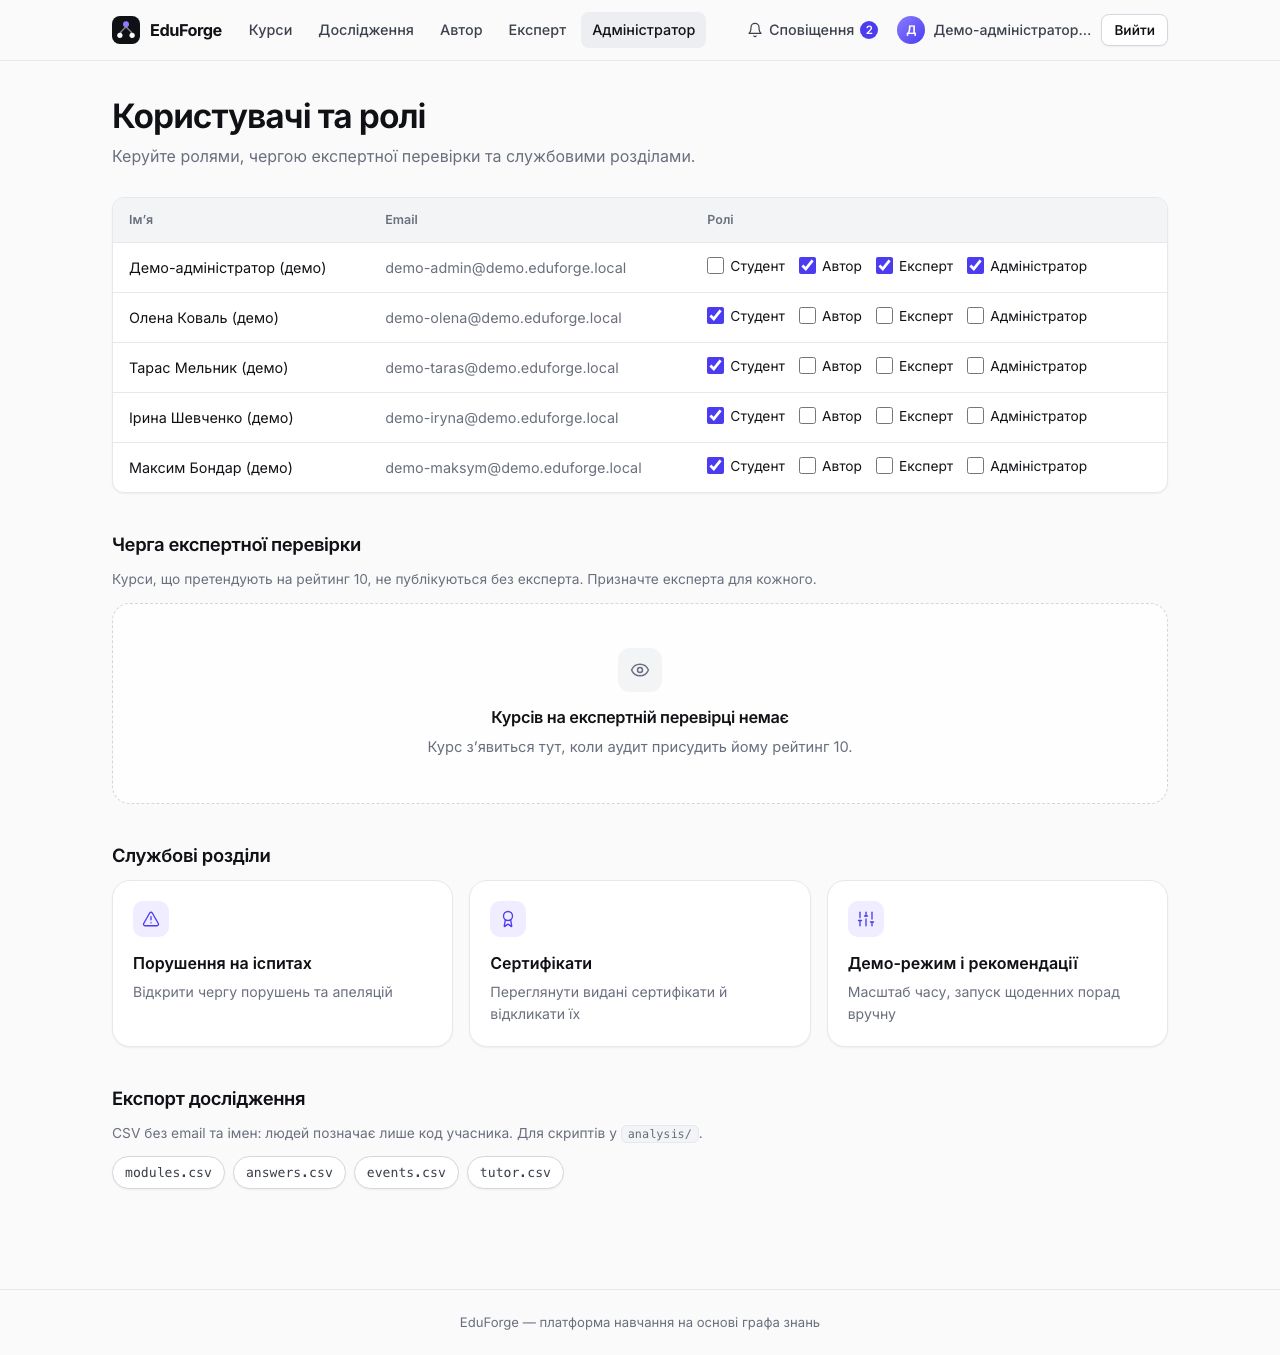 EduForge Курси Дослідження Автор Експерт Адміністратор Сповіщення 2 Д Демо-адміністратор… Вийти
Користувачі та ролі
Керуйте ролями, чергою експертної перевірки та службовими розділами.
Ім’я Email Ролі
Демо-адміністратор (демо) demo-admin@demo.eduforge.local Студент Автор Експерт Адміністратор
Олена Коваль (демо) demo-olena@demo.eduforge.local Студент Автор Експерт Адміністратор
Тарас Мельник (демо) demo-taras@demo.eduforge.local Студент Автор Експерт Адміністратор
Ірина Шевченко (демо) demo-iryna@demo.eduforge.local Студент Автор Експерт Адміністратор
Максим Бондар (демо) demo-maksym@demo.eduforge.local Студент Автор Експерт Адміністратор
Черга експертної перевірки
Курси, що претендують на рейтинг 10, не публікуються без експерта. Призначте експерта для кожного.
Курсів на експертній перевірці немає
Курс з’явиться тут, коли аудит присудить йому рейтинг 10.
Службові розділи
Порушення на іспитах
Відкрити чергу порушень та апеляцій
Сертифікати
Переглянути видані сертифікати й
відкликати їх
Демо-режим і рекомендації
Масштаб часу, запуск щоденних порад
вручну
Експорт дослідження
CSV без email та імен: людей позначає лише код учасника. Для скриптів у analysis/.
modules.csv answers.csv events.csv tutor.csv
EduForge — платформа навчання на основі графа знань